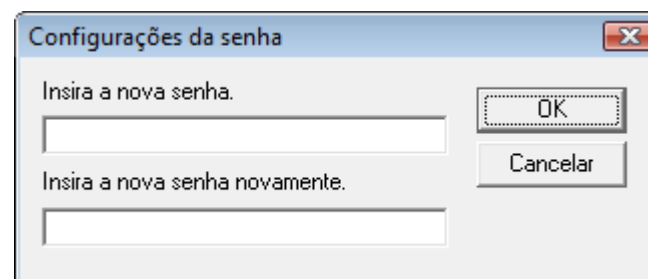 Configurações da senha
Insira a nova senha.
OK
Cancelar
Insira a nova senha novamente.